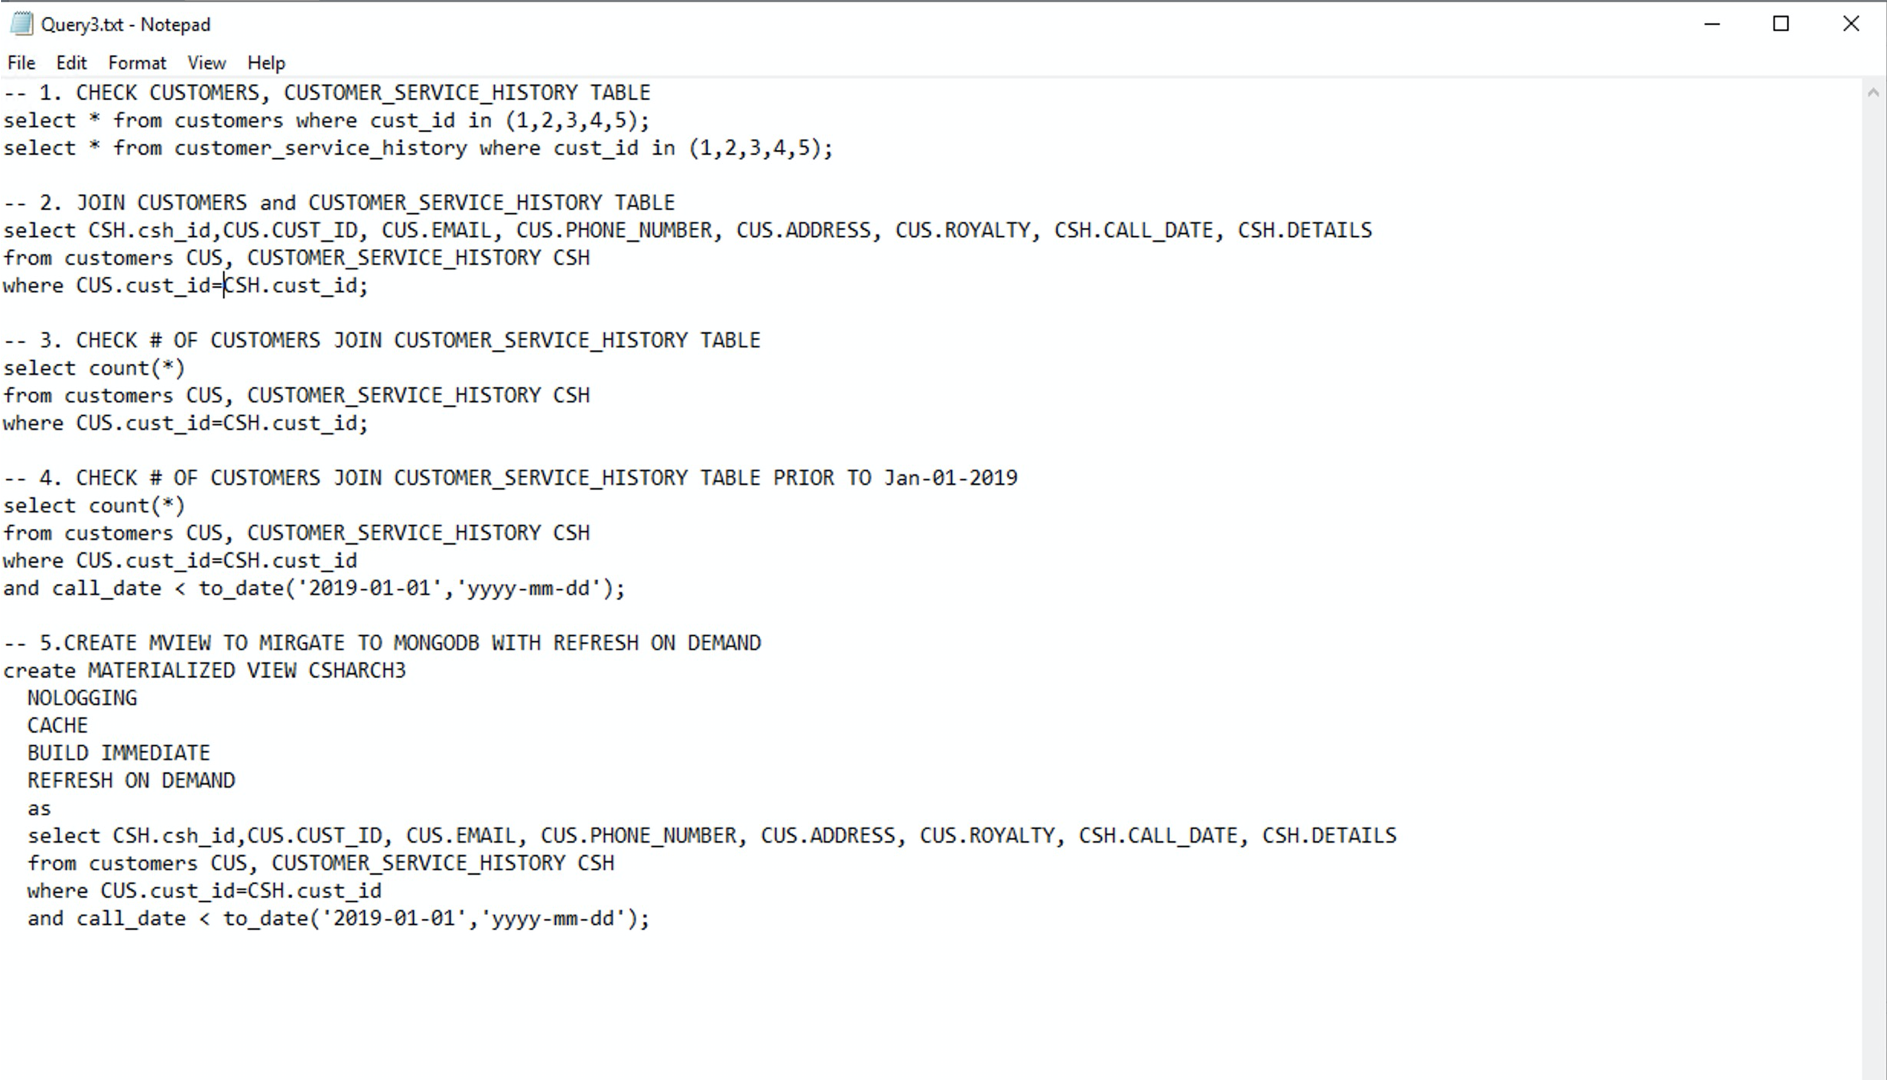 Query3.txt - Notepad
File Edit Format View Help
-- 1. CHECK CUSTOMERS, CUSTOMER_SERVICE_HISTORY TABLE
select * from customers where cust_id in (1,2,3,4,5);
select * from customer_service_history where cust_id in (1,2,3,4,5);

-- 2. JOIN CUSTOMERS and CUSTOMER_SERVICE_HISTORY TABLE
select CSH.csh_id,CUS.CUST_ID, CUS.EMAIL, CUS.PHONE_NUMBER, CUS.ADDRESS, CUS.ROYALTY, CSH.CALL_DATE, CSH.DETAILS
from customers CUS, CUSTOMER_SERVICE_HISTORY CSH
where CUS.cust_id=CSH.cust_id;

-- 3. CHECK # OF CUSTOMERS JOIN CUSTOMER_SERVICE_HISTORY TABLE
select count(*)
from customers CUS, CUSTOMER_SERVICE_HISTORY CSH
where CUS.cust_id=CSH.cust_id;

-- 4. CHECK # OF CUSTOMERS JOIN CUSTOMER_SERVICE_HISTORY TABLE PRIOR TO Jan-01-2019
select count(*)
from customers CUS, CUSTOMER_SERVICE_HISTORY CSH
where CUS.cust_id=CSH.cust_id
and call_date < to_date('2019-01-01','yyyy-mm-dd');

-- 5.CREATE MVIEW TO MIRGATE TO MONGODB WITH REFRESH ON DEMAND
create MATERIALIZED VIEW CSHARCH3
  NOLOGGING
  CACHE
  BUILD IMMEDIATE
  REFRESH ON DEMAND
  as
  select CSH.csh_id,CUS.CUST_ID, CUS.EMAIL, CUS.PHONE_NUMBER, CUS.ADDRESS, CUS.ROYALTY, CSH.CALL_DATE, CSH.DETAILS
  from customers CUS, CUSTOMER_SERVICE_HISTORY CSH
  where CUS.cust_id=CSH.cust_id
  and call_date < to_date('2019-01-01','yyyy-mm-dd');